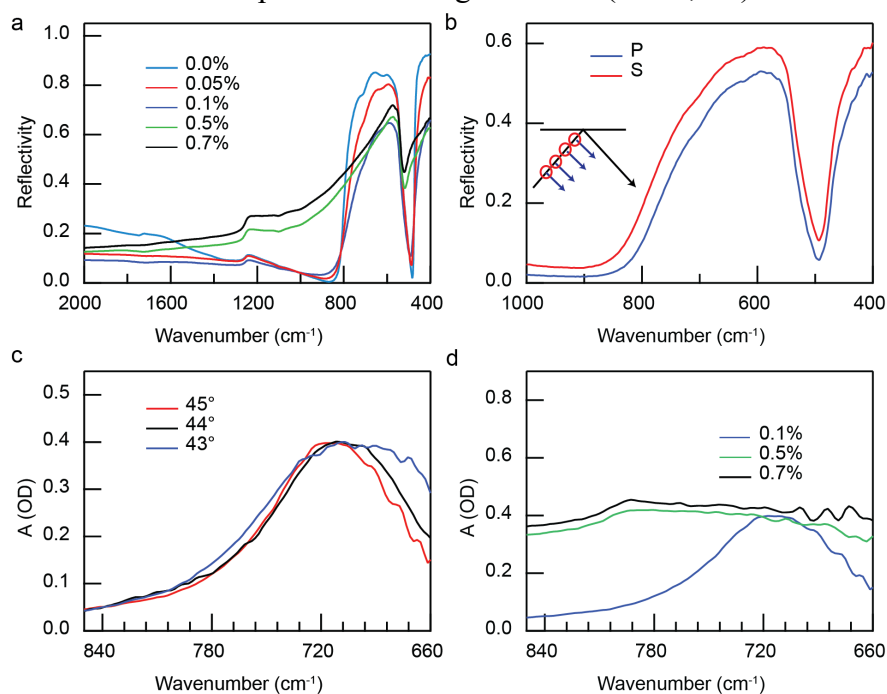 a
0.0%
0.05%
0.1%
0.5%
0.7%
1.0
0.8
0.6
0.4
0.2
0.0
Reflectivity
2000 1600 1200 800 400
Wavenumber (cm-1)
b
P
S
0.6
0.4
0.2
0.0
Reflectivity
1000 800 600 400
Wavenumber (cm-1)
c
45°
44°
43°
0.5
0.4
0.3
0.2
0.1
0.0
A (OD)
840 780 720 660
Wavenumber (cm-1)
d
0.1%
0.5%
0.7%
0.8
0.6
0.4
0.2
0.0
A (OD)
840 780 720 660
Wavenumber (cm-1)